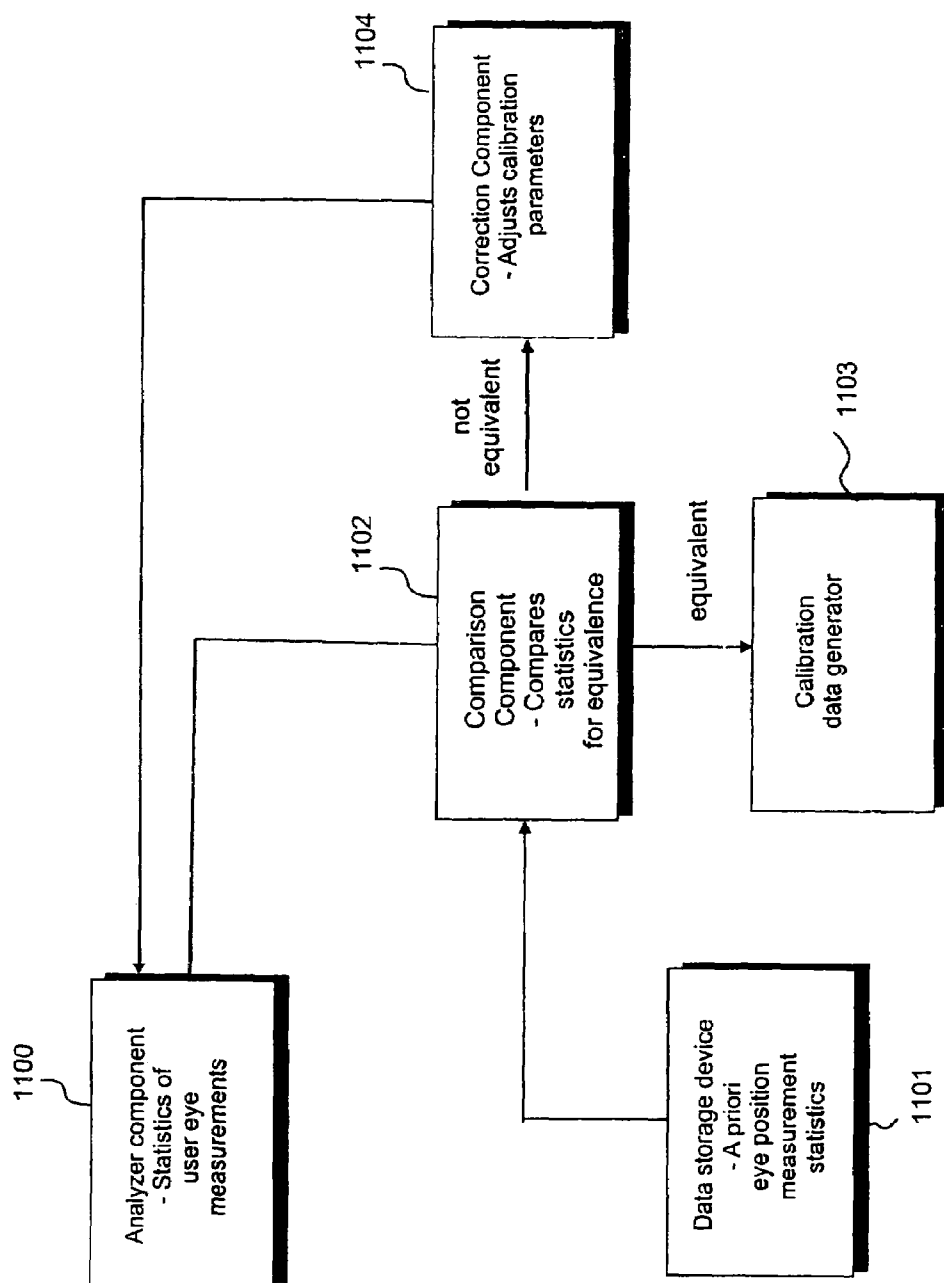 1100
Analyzer component
- Statistics of
user eye
measurements
1101
Data storage device
- A priori
eye position
measurement
statistics
1102
Comparison
Component
- Compares
statistics
for equivalence
not
equivalent
equivalent
1104
Correction Component
- Adjusts calibration
parameters
1103
Calibration
data generator